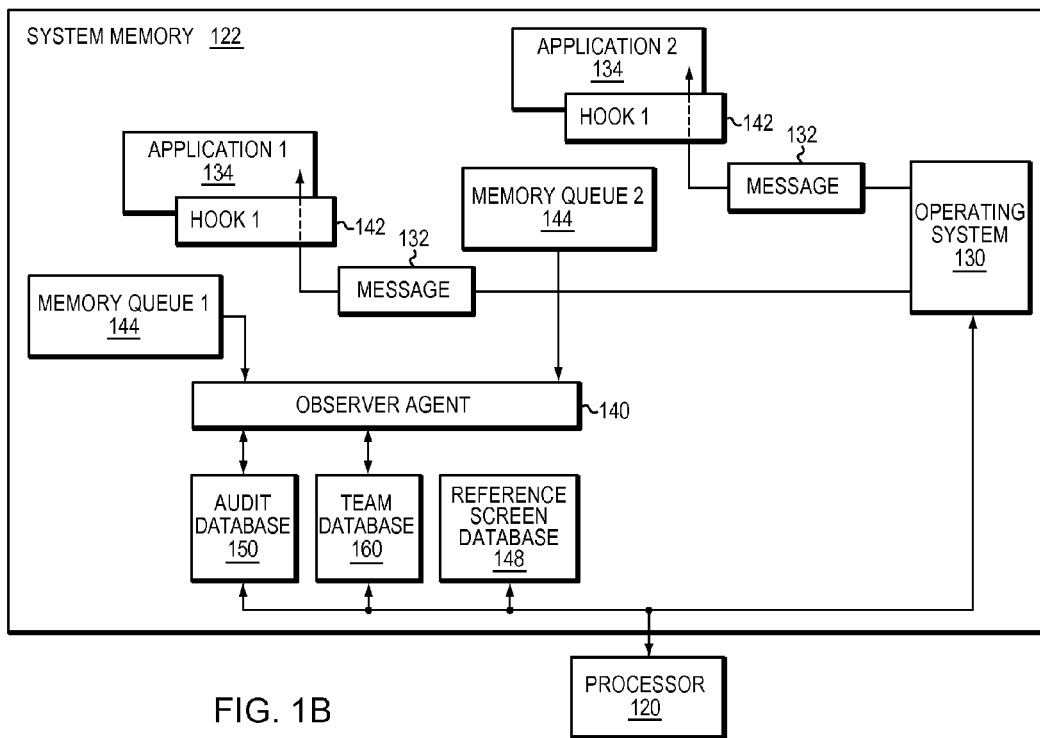 SYSTEM MEMORY 122
APPLICATION 2
134
HOOK 1
142
132
MESSAGE
OPERATING
SYSTEM
130
APPLICATION 1
134
HOOK 1
142
MEMORY QUEUE 2
144
132
MESSAGE
MEMORY QUEUE 1
144
OBSERVER AGENT
140
AUDIT
DATABASE
150
TEAM
DATABASE
160
REFERENCE
SCREEN
DATABASE
148
PROCESSOR
120
FIG. 1B